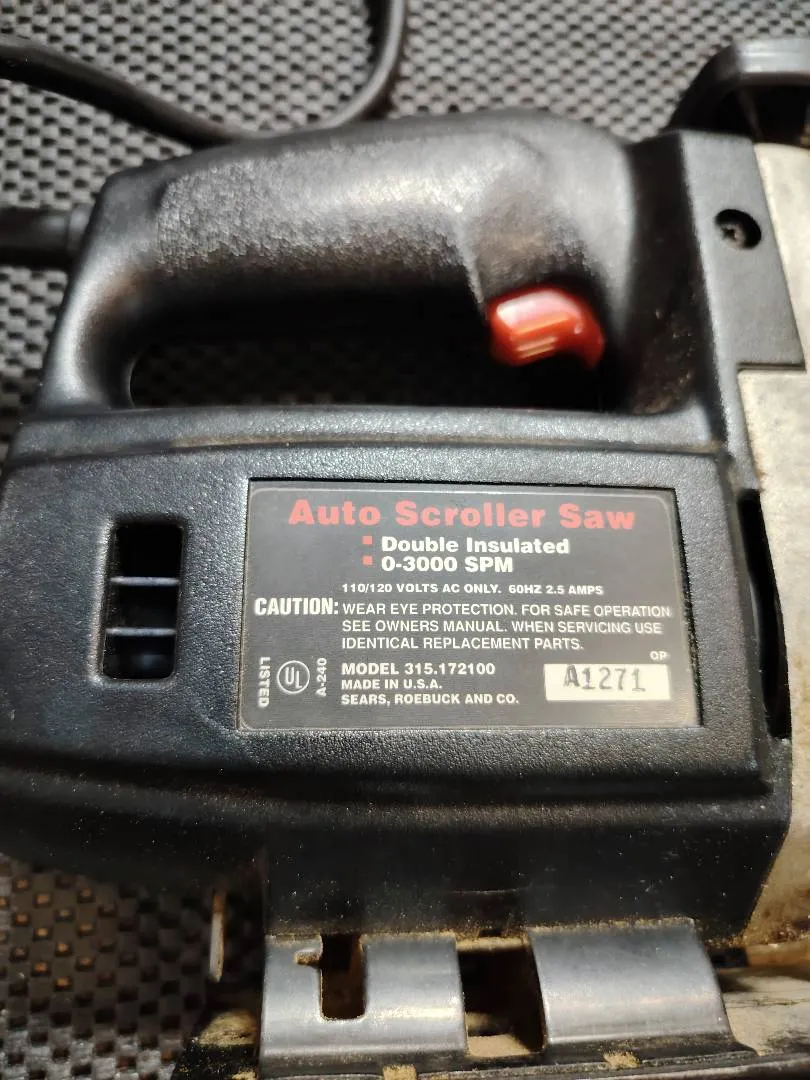 Auto Scroller Saw
Double Insulated
0-3000 SPM
110/120 VOLTS AC ONLY. 60HZ 2.5 AMPS
CAUTION: WEAR EYE PROTECTION. FOR SAFE OPERATION
SEE OWNERS MANUAL. WHEN SERVICING USE
IDENTICAL REPLACEMENT PARTS.
LISTED
UL
A-240
MODEL 315.172100
MADE IN U.S.A.
SEARS, ROEBUCK AND CO.
OP
A1271